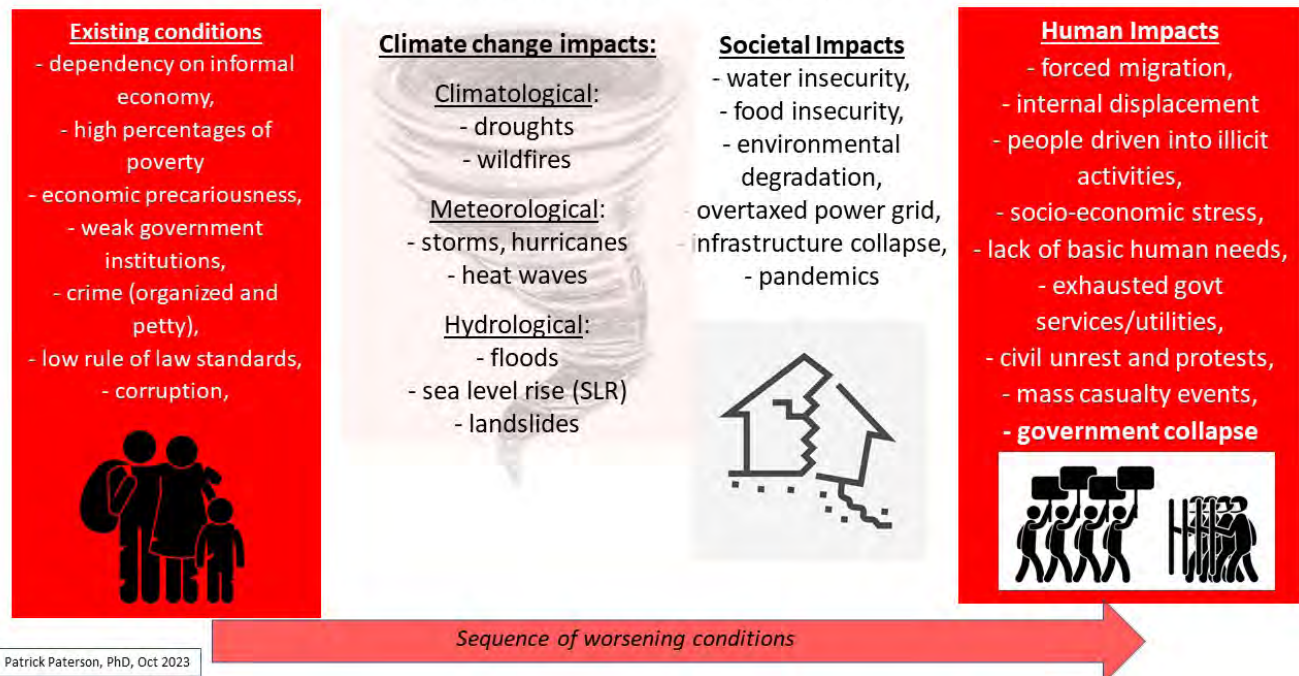 Existing conditions
- dependency on informal
economy,
- high percentages of
poverty
- economic precariousness,
- weak government
institutions,
- crime (organized and
petty),
- low rule of law standards,
- corruption,
Climate change impacts:
Climatological:
- droughts
- wildfires
Meteorological:
- storms, hurricanes
- heat waves
Hydrological:
- floods
- sea level rise (SLR)
- landslides
Societal Impacts
- water insecurity,
- food insecurity,
- environmental
degradation,
- overtaxed power grid,
- infrastructure collapse,
- pandemics
Human Impacts
- forced migration,
- internal displacement
- people driven into illicit
activities,
- socio-economic stress,
- lack of basic human needs,
- exhausted govt
services/utilities,
- civil unrest and protests,
- mass casualty events,
- government collapse
Sequence of worsening conditions
Patrick Paterson, PhD, Oct 2023